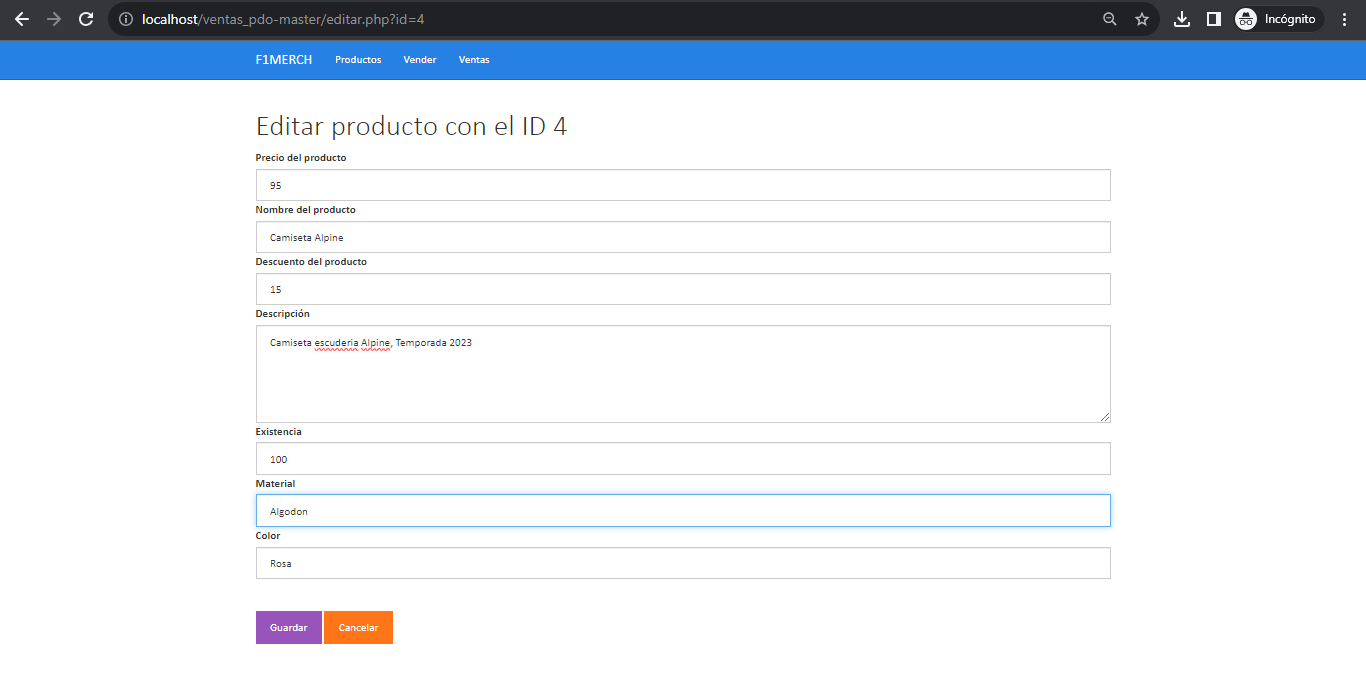 localhost/ventas_pdo-master/editar.php?id=4
Incógnito
F1MERCH Productos Vender Ventas
Editar producto con el ID 4
Precio del producto
95
Nombre del producto
Camiseta Alpine
Descuento del producto
15
Descripción
Camiseta escuderia Alpine, Temporada 2023
Existencia
100
Material
Algodon
Color
Rosa
Guardar Cancelar